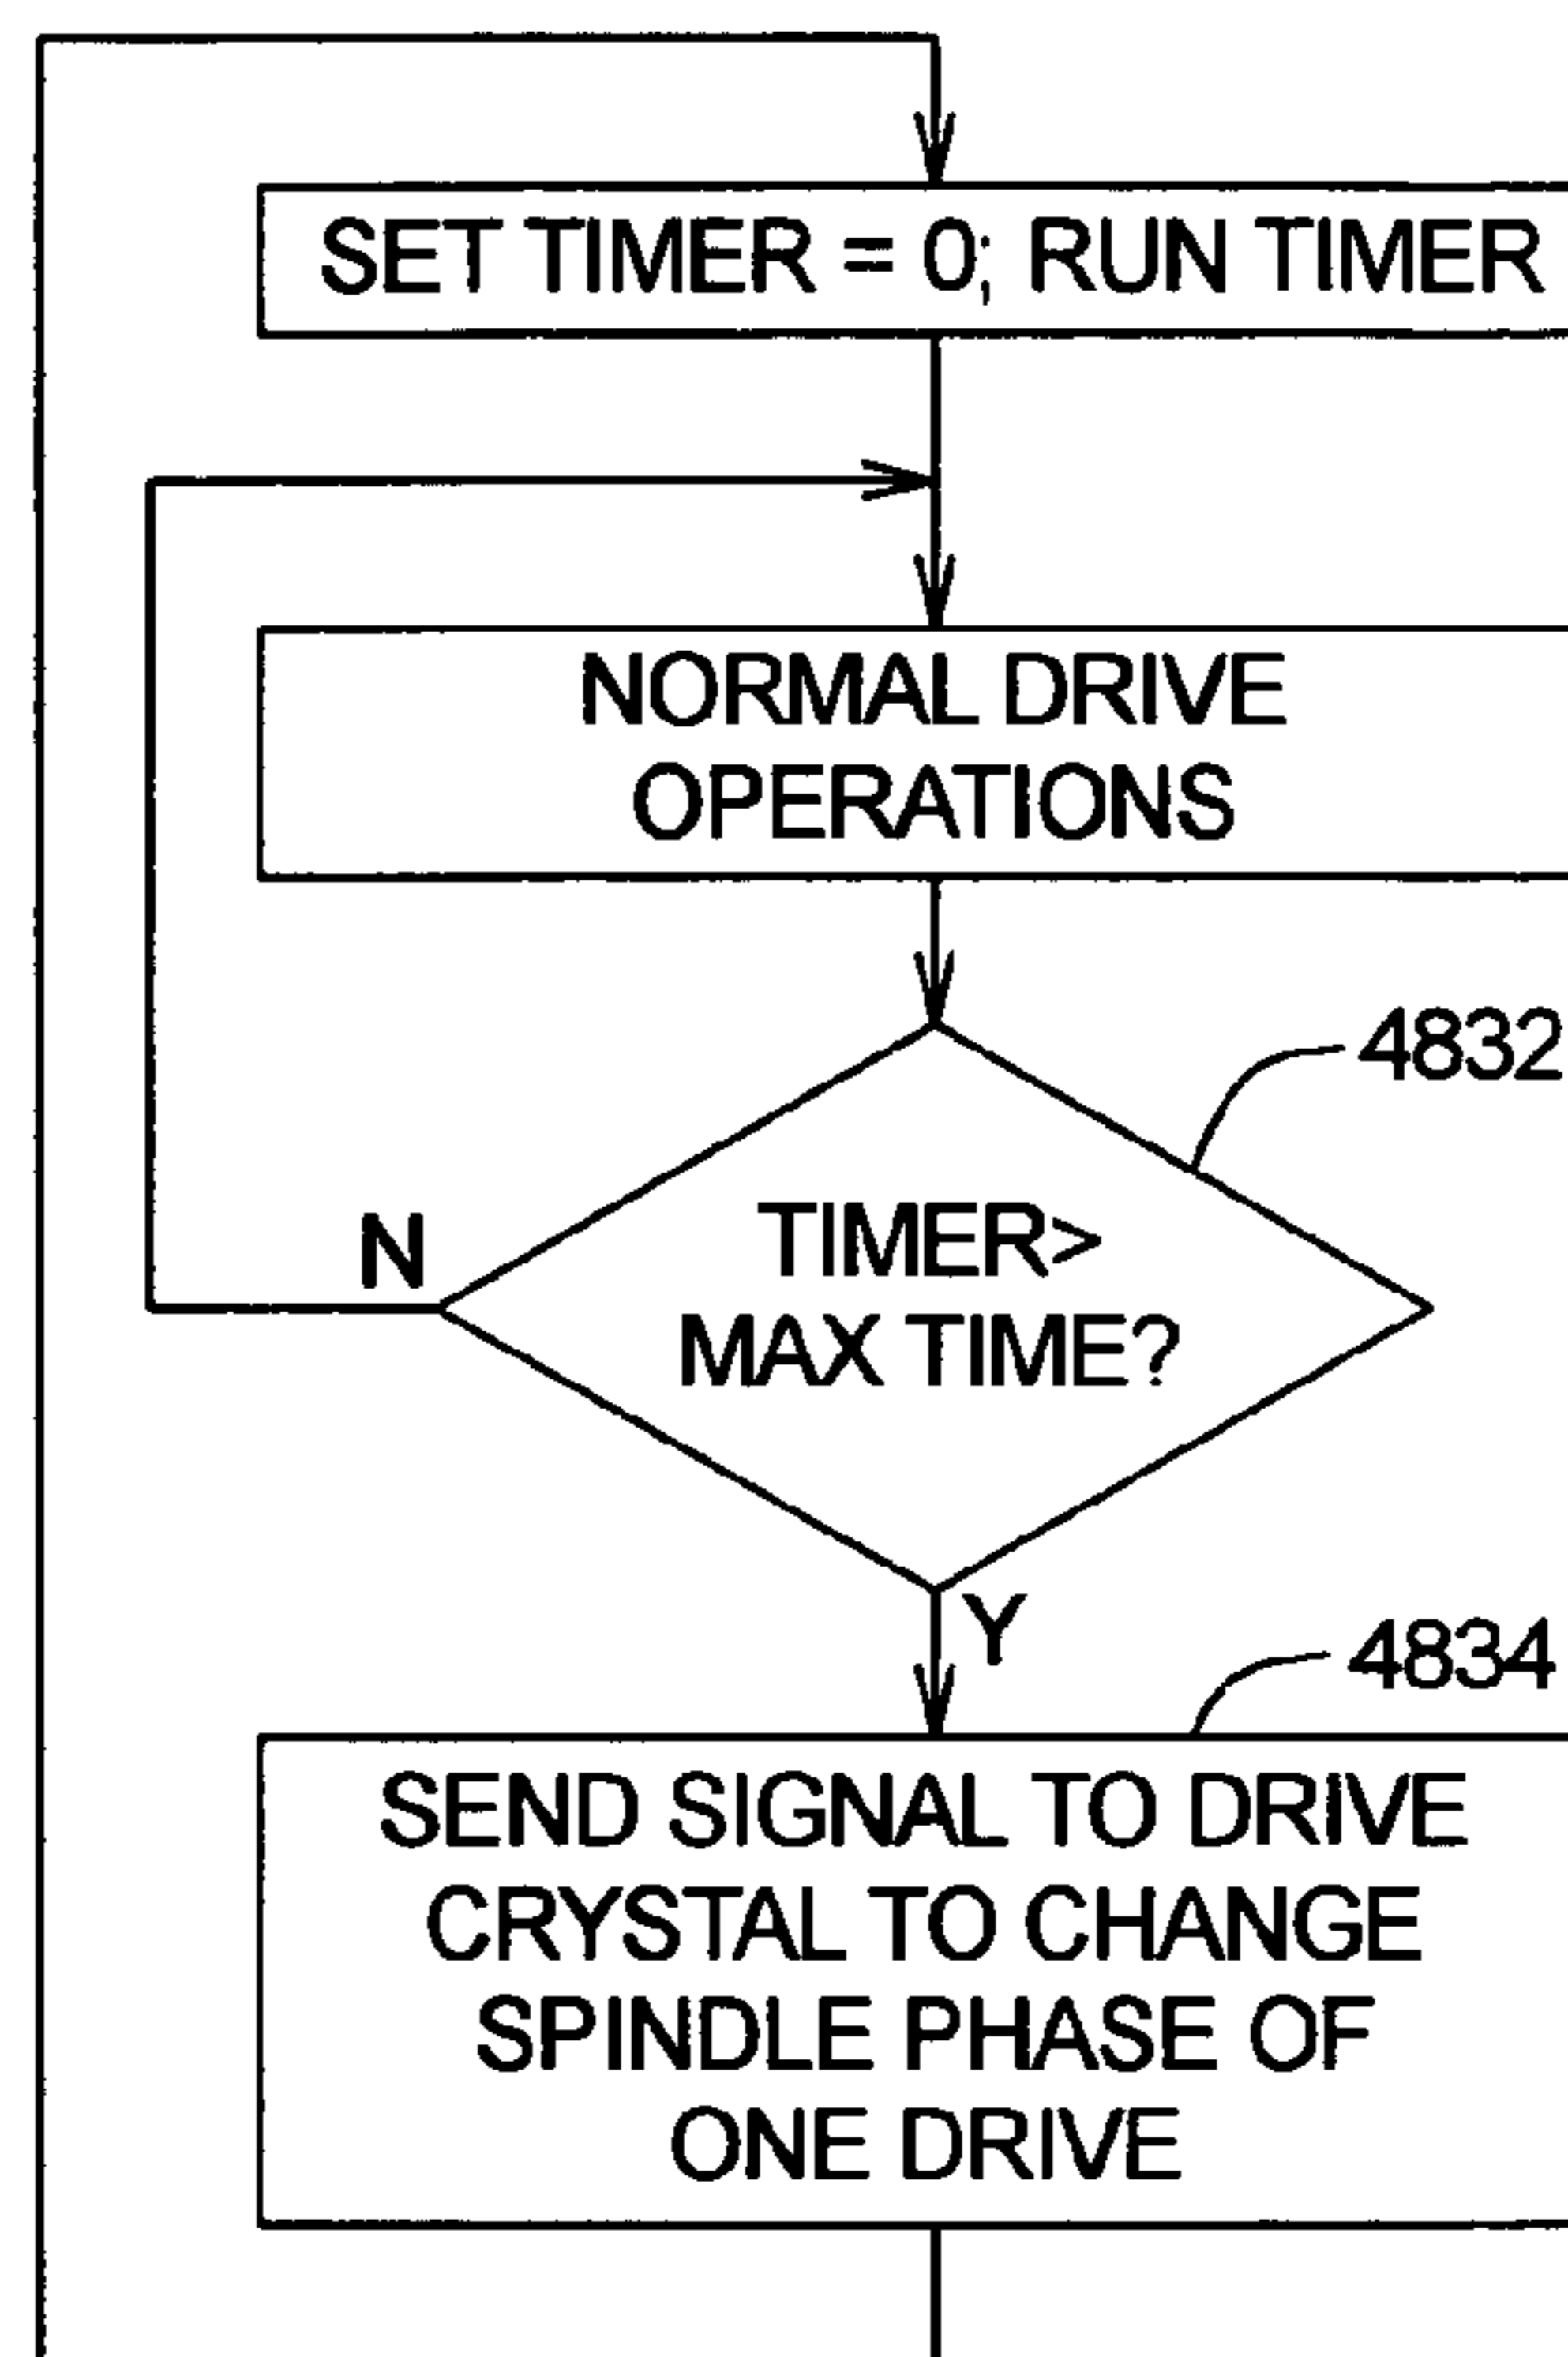 SET TIMER = 0; RUN TIMER
NORMAL DRIVE
OPERATIONS
4832
TIMER>
MAX TIME?
N
Y
4834
SEND SIGNAL TO DRIVE
CRYSTAL TO CHANGE
SPINDLE PHASE OF
ONE DRIVE